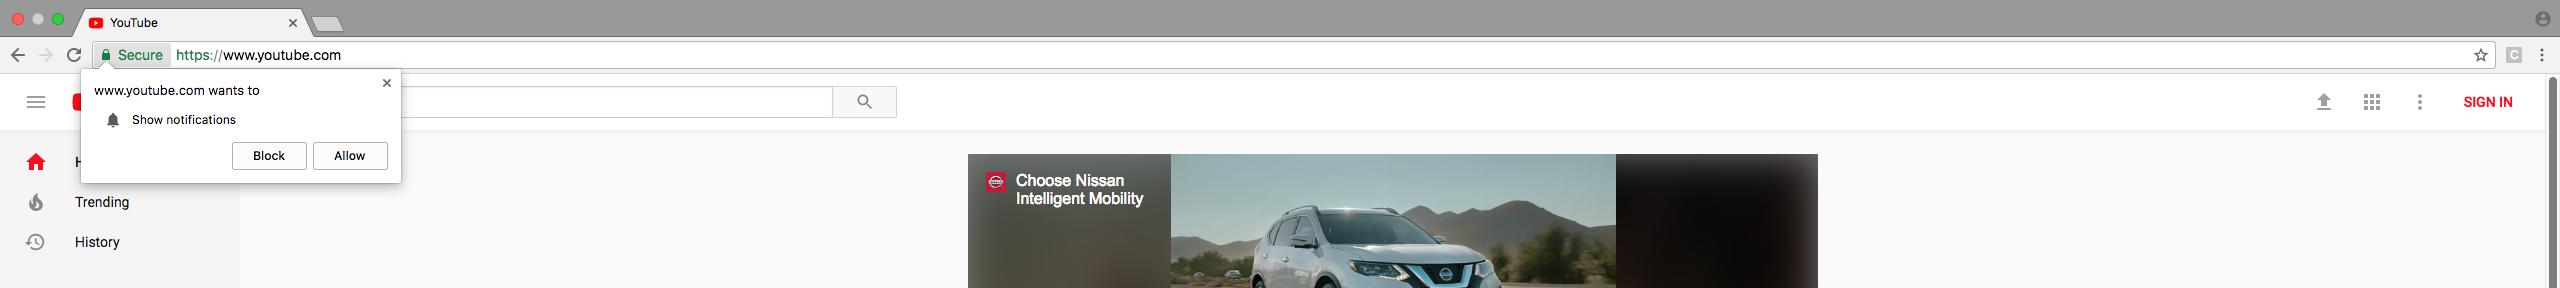 YouTube
Secure https://www.youtube.com
www.youtube.com wants to
Show notifications
Block Allow
SIGN IN
Trending
History
Choose Nissan
Intelligent Mobility